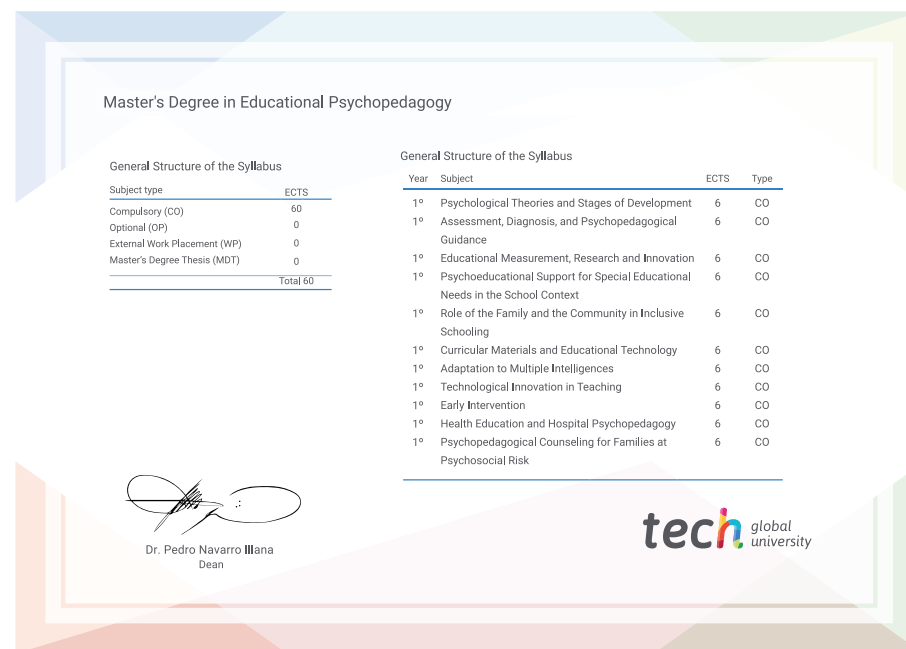 Master's Degree in Educational Psychopedagogy
General Structure of the Syllabus
Subject type ECTS
Compulsory (CO) 60
Optional (OP) 0
External Work Placement (WP) 0
Master's Degree Thesis (MDT) 0
Total 60
General Structure of the Syllabus
Year Subject ECTS Type
1º Psychological Theories and Stages of Development 6 CO
1º Assessment, Diagnosis, and Psychopedagogical 6 CO
Guidance
1º Educational Measurement, Research and Innovation 6 CO
1º Psychoeducational Support for Special Educational 6 CO
Needs in the School Context
1º Role of the Family and the Community in Inclusive 6 CO
Schooling
1º Curricular Materials and Educational Technology 6 CO
1º Adaptation to Multiple Intelligences 6 CO
1º Technological Innovation in Teaching 6 CO
1º Early Intervention 6 CO
1º Health Education and Hospital Psychopedagogy 6 CO
1º Psychopedagogical Counseling for Families at 6 CO
Psychosocial Risk
Dr. Pedro Navarro Illana
Dean
tech global
university